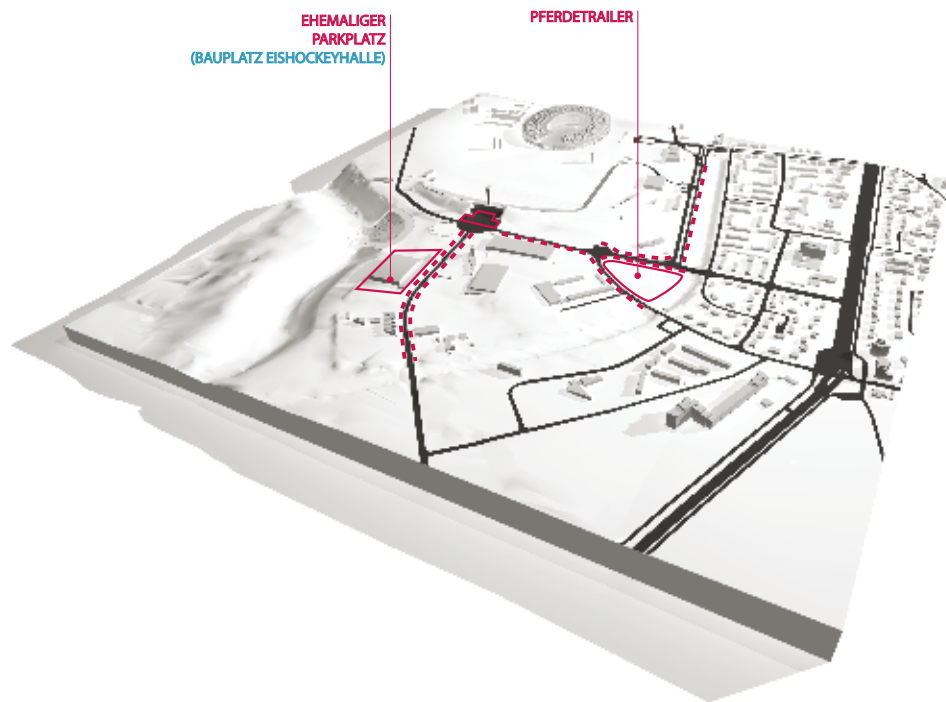 EHEMALIGER
PARKPLATZ
(BAUPLATZ EISHOCKEYHALLE)
PFERDETRAILER